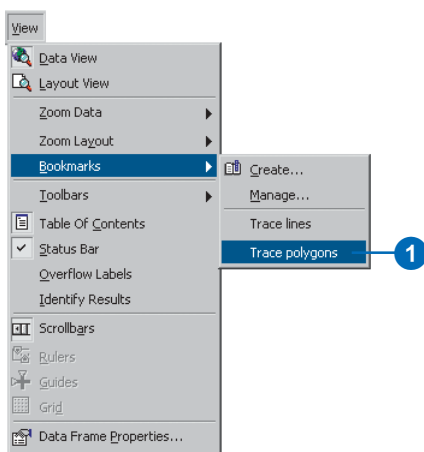 View
Data View
Layout View
Zoom Data
Zoom Layout
Bookmarks
Create...
Manage...
Toolbars
Trace lines
Table Of Contents
Status Bar
Trace polygons
1
Overflow Labels
Identify Results
Scrollbars
Rulers
Guides
Grid
Data Frame Properties...